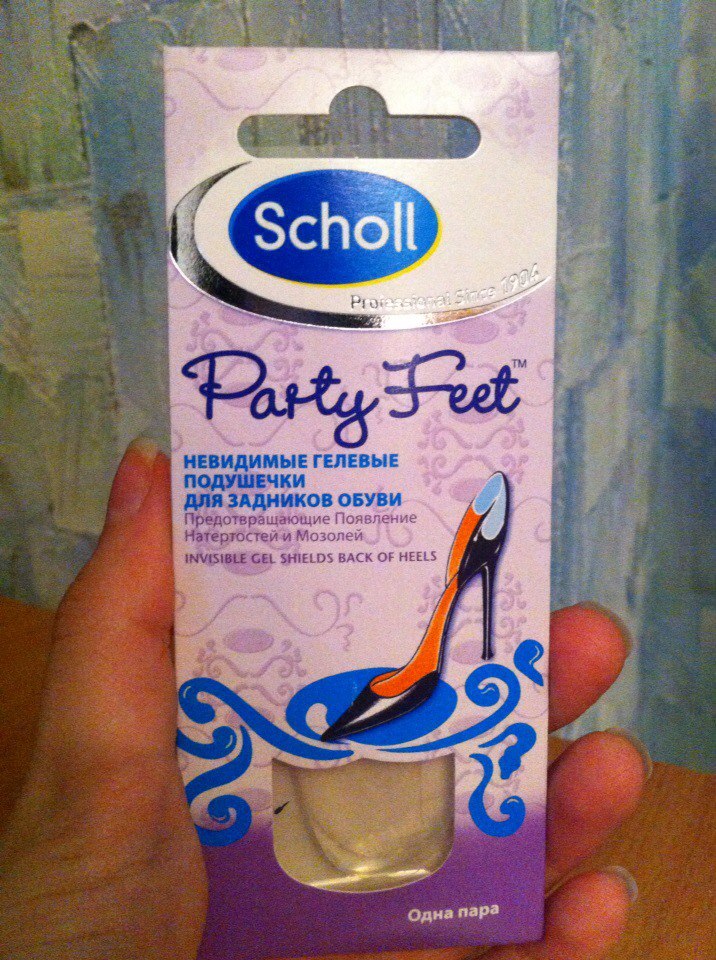 Scholl
Professional Since 1904
Party Feet™
НЕВИДИМЫЕ ГЕЛЕВЫЕ
ПОДУШЕЧКИ
ДЛЯ ЗАДНИКОВ ОБУВИ
Предотвращающие Появление
Натертостей и Мозолей
INVISIBLE GEL SHIELDS BACK OF HEELS
Одна пара